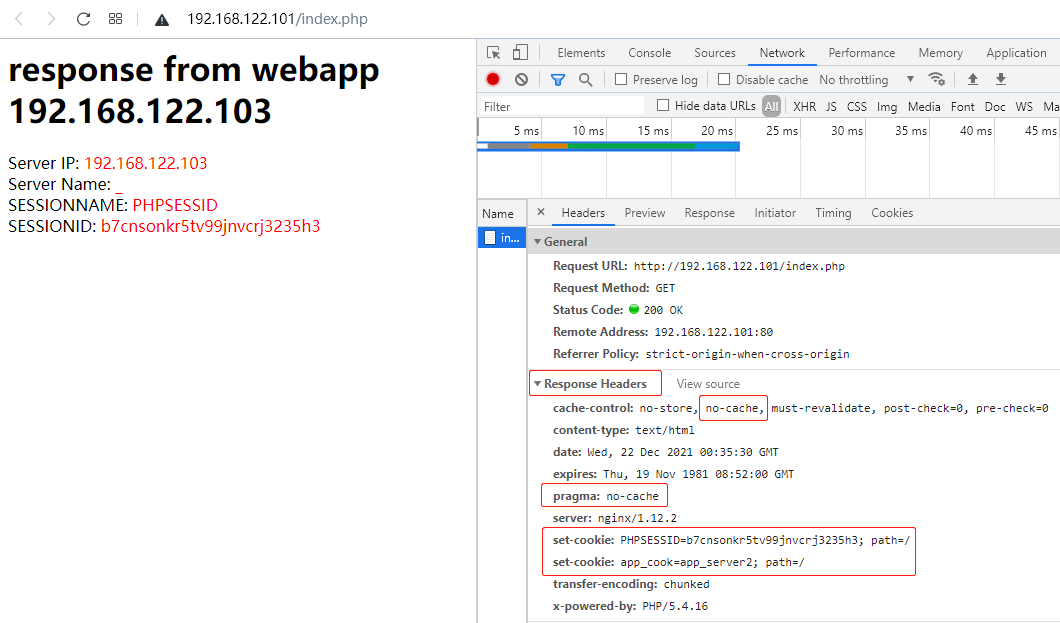 192.168.122.101/index.php
response from webapp
192.168.122.103
Server IP: 192.168.122.103
Server Name: _
SESSIONNAME: PHPSESSID
SESSIONID: b7cnsonkr5tv99jnvcrj3235h3
Elements Console Sources Network Performance Memory Application
Preserve log Disable cache No throttling
Filter Hide data URLs All XHR JS CSS Img Media Font Doc WS Ma
5 ms 10 ms 15 ms 20 ms 25 ms 30 ms 35 ms 40 ms 45 ms
Name × Headers Preview Response Initiator Timing Cookies
in...
General
Request URL: http://192.168.122.101/index.php
Request Method: GET
Status Code: 200 OK
Remote Address: 192.168.122.101:80
Referrer Policy: strict-origin-when-cross-origin
Response Headers View source
cache-control: no-store, no-cache, must-revalidate, post-check=0, pre-check=0
content-type: text/html
date: Wed, 22 Dec 2021 00:35:30 GMT
expires: Thu, 19 Nov 1981 08:52:00 GMT
pragma: no-cache
server: nginx/1.12.2
set-cookie: PHPSESSID=b7cnsonkr5tv99jnvcrj3235h3; path=/
set-cookie: app_cook=app_server2; path=/
transfer-encoding: chunked
x-powered-by: PHP/5.4.16